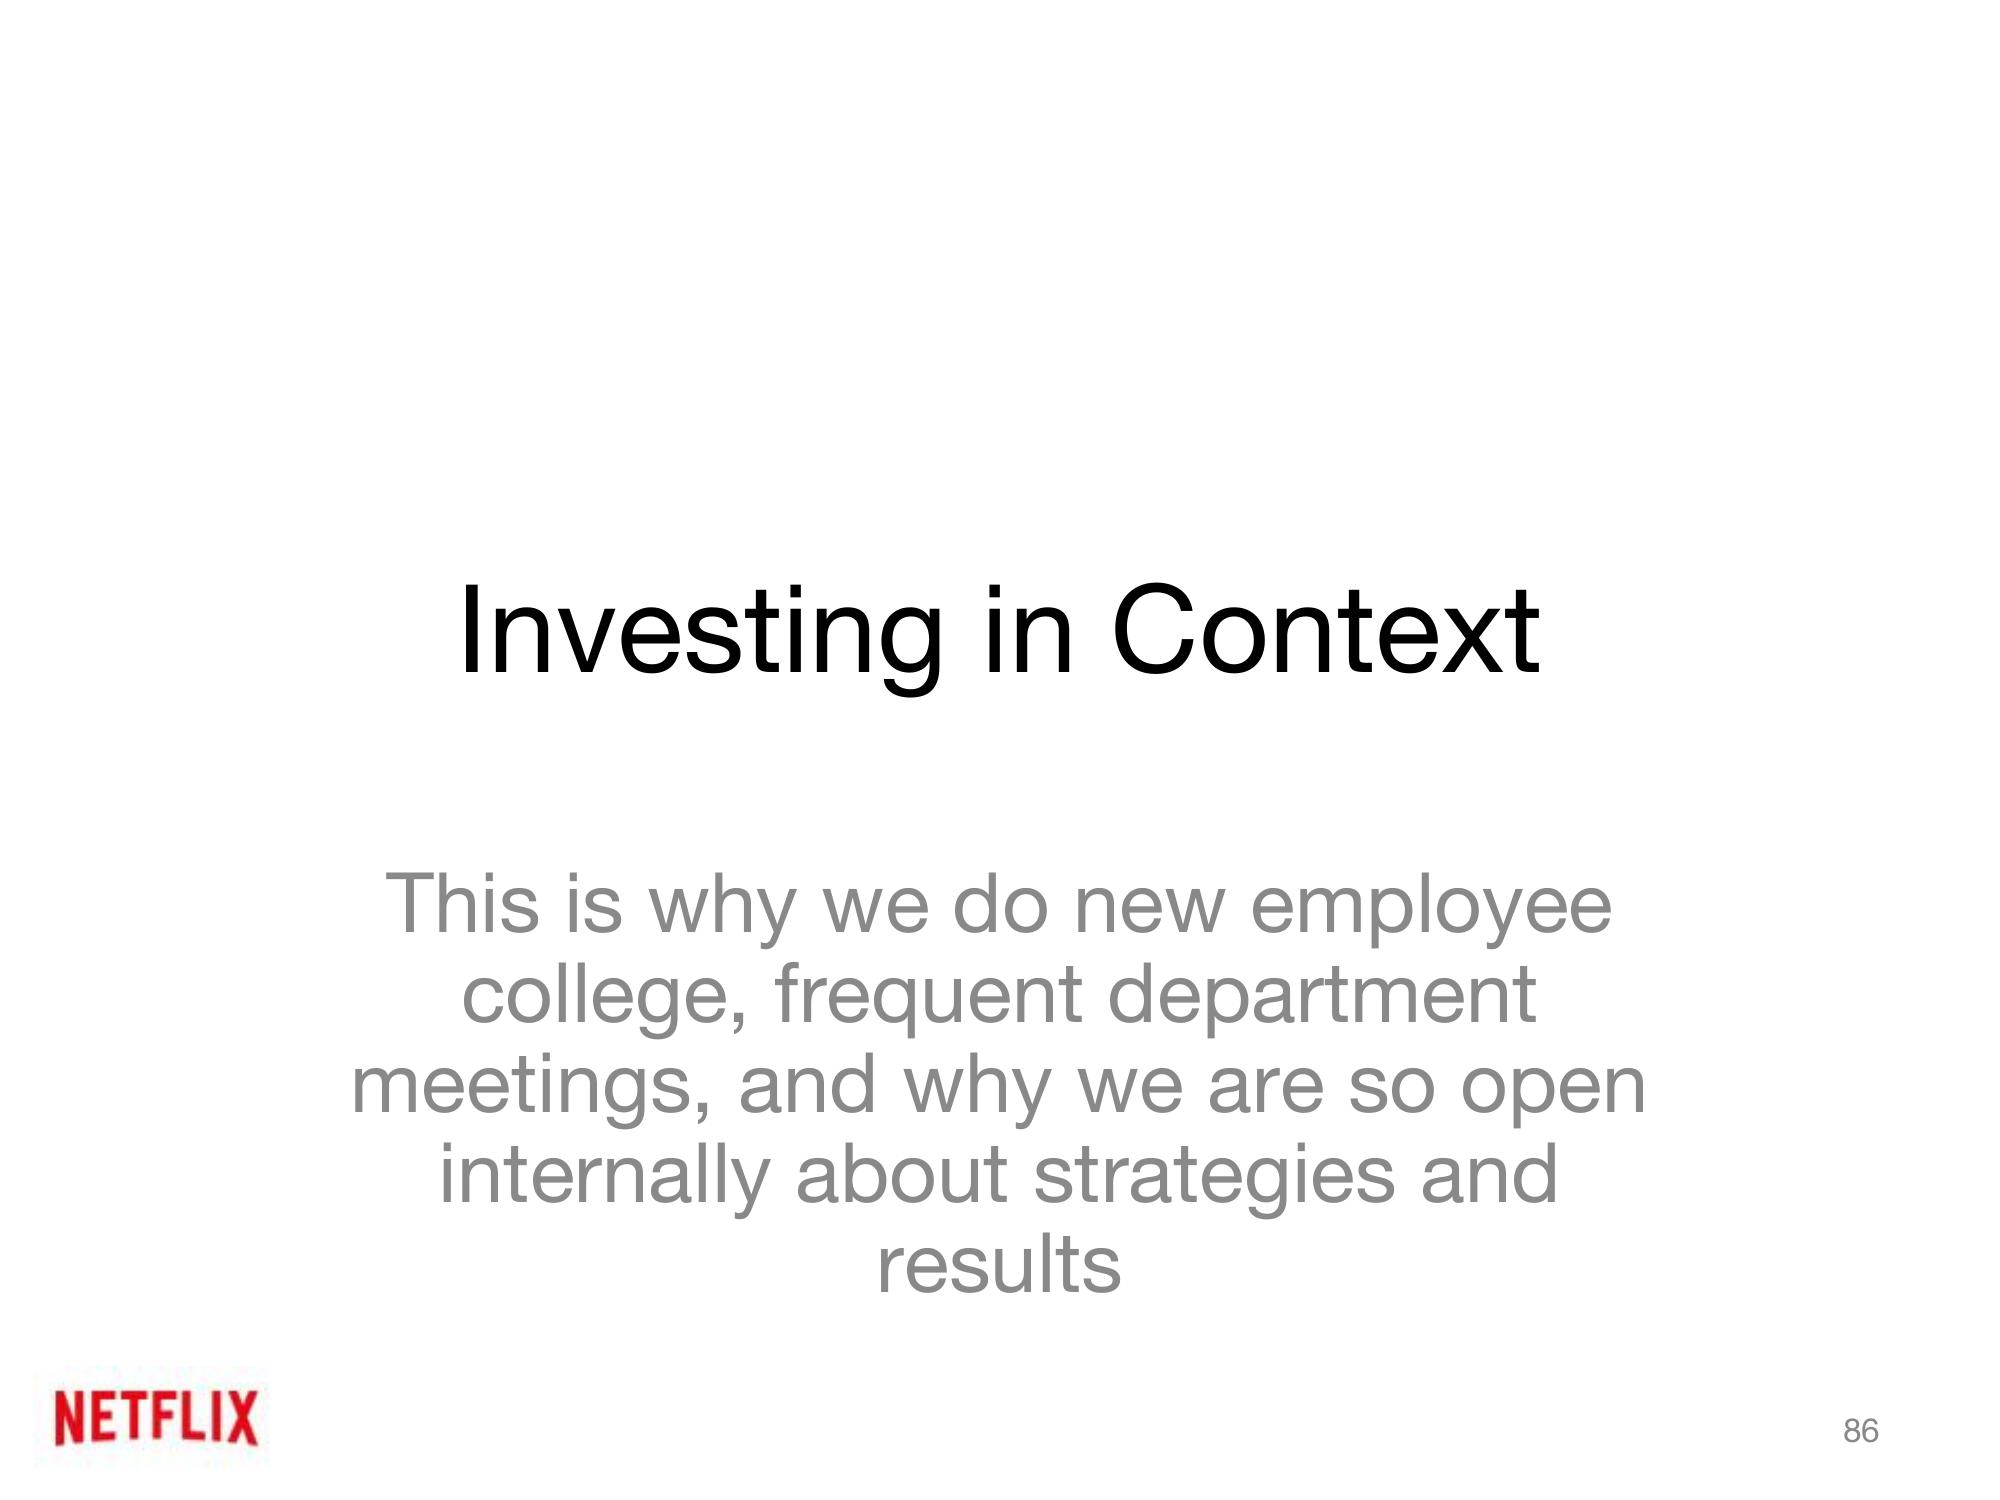 Investing in Context
This is why we do new employee
college, frequent department
meetings, and why we are so open
internally about strategies and
results
NETFLIX
86